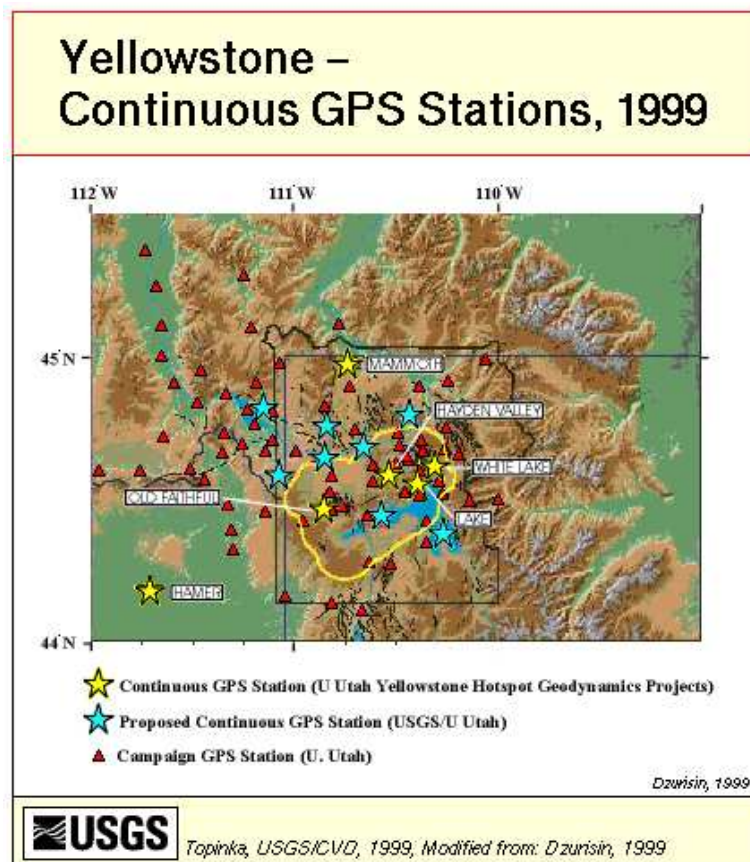 Yellowstone –
Continuous GPS Stations, 1999
112°W 111°W 110°W
45°N
MAMMOTH
HAYDEN VALLEY
WHITE LAKE
OLD FAITHFUL
LAKE
HAMER
44°N
Continuous GPS Station (U Utah Yellowstone Hotspot Geodynamics Projects)
Proposed Continuous GPS Station (USGS/U Utah)
Campaign GPS Station (U. Utah)
Dzurisin, 1999
USGS
Topinka, USGS/CVO, 1999, Modified from: Dzurisin, 1999